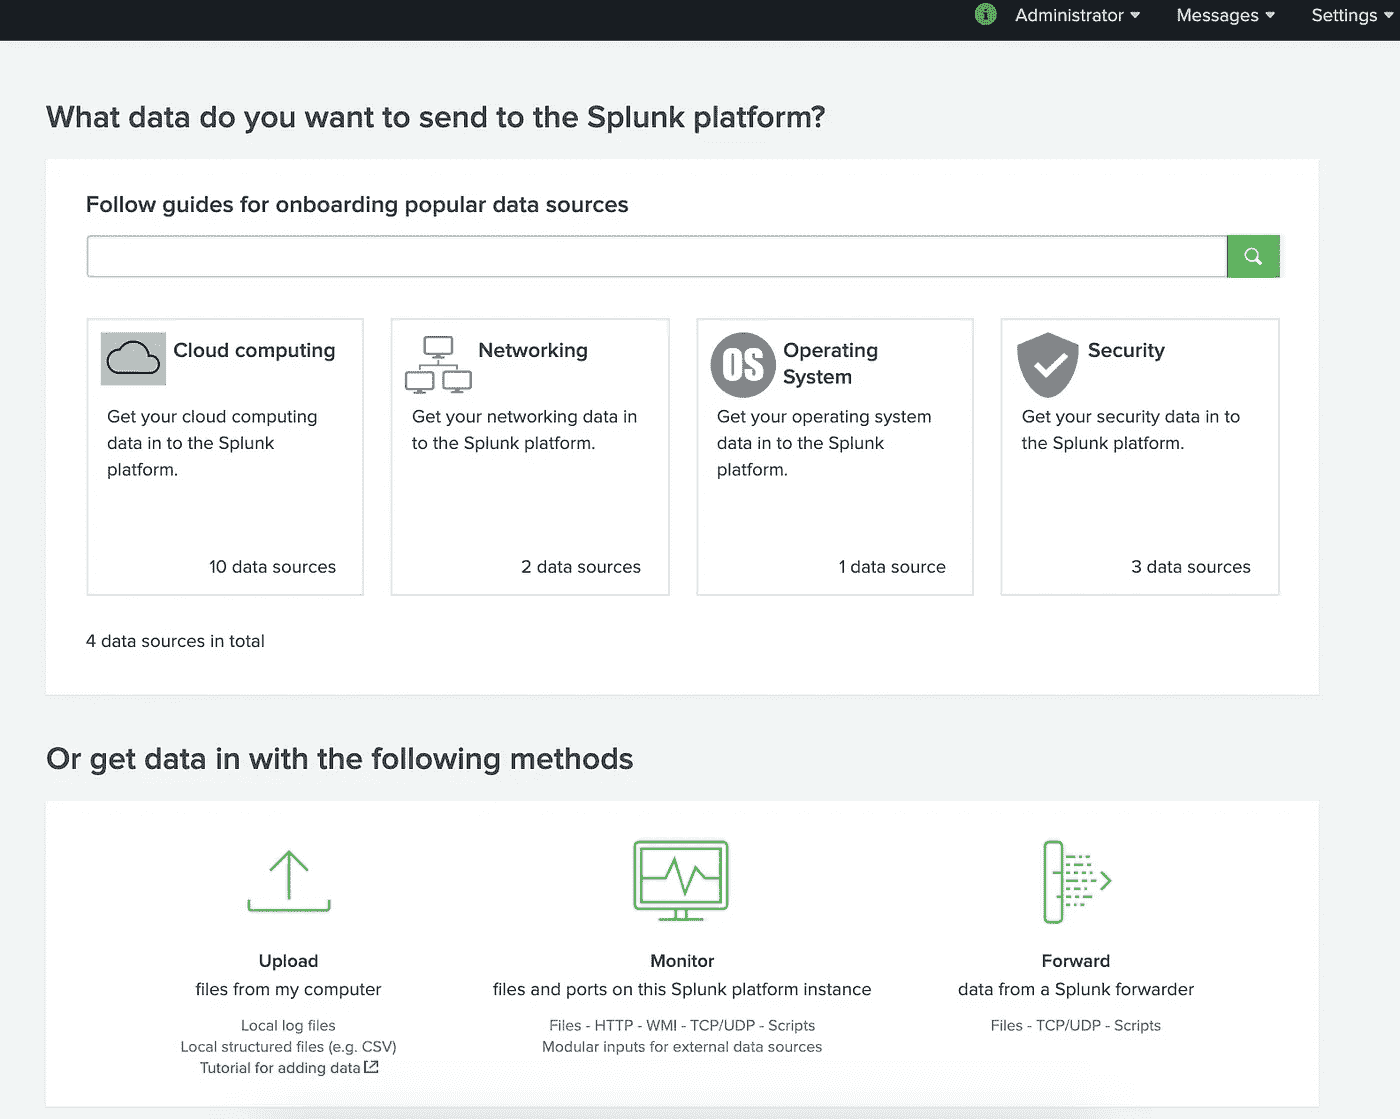 Administrator Messages Settings
What data do you want to send to the Splunk platform?
Follow guides for onboarding popular data sources
Cloud computing
Get your cloud computing
data in to the Splunk
platform.
10 data sources
Networking
Get your networking data in
to the Splunk platform.
2 data sources
OS
Operating
System
Get your operating system
data in to the Splunk
platform.
1 data source
Security
Get your security data in to
the Splunk platform.
3 data sources
4 data sources in total
Or get data in with the following methods
Upload
files from my computer
Local log files
Local structured files (e.g. CSV)
Tutorial for adding data
Monitor
files and ports on this Splunk platform instance
Files - HTTP - WMI - TCP/UDP - Scripts
Modular inputs for external data sources
Forward
data from a Splunk forwarder
Files - TCP/UDP - Scripts